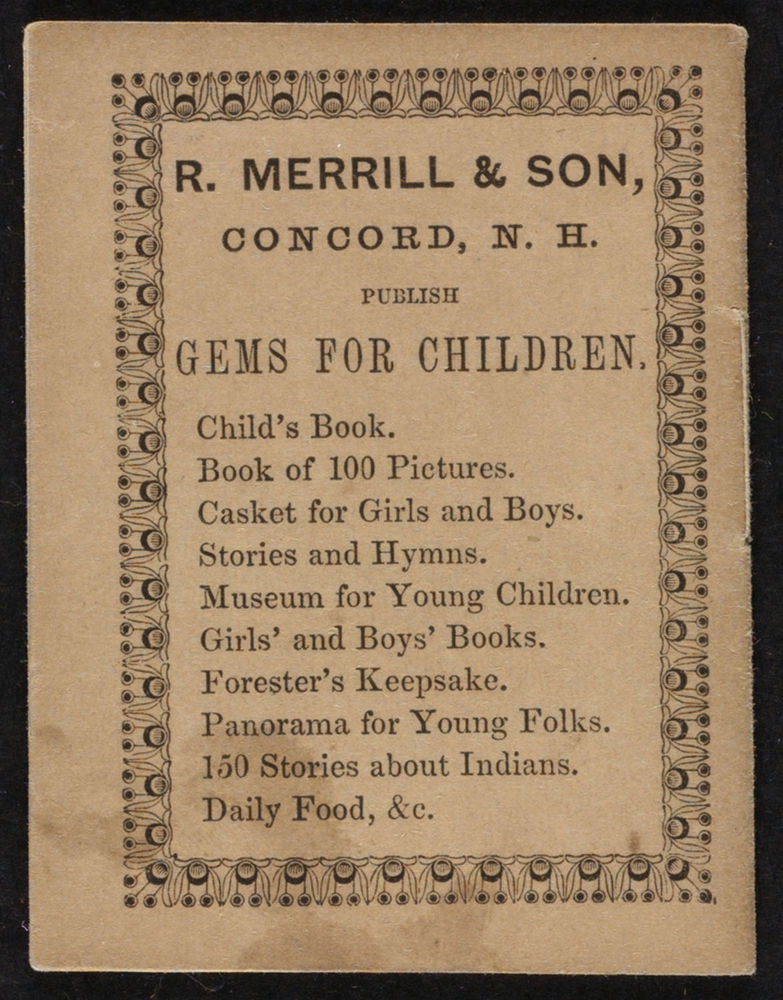 R. MERRILL & SON,
CONCORD, N. H.
PUBLISH
GEMS FOR CHILDREN.
Child's Book.
Book of 100 Pictures.
Casket for Girls and Boys.
Stories and Hymns.
Museum for Young Children.
Girls' and Boys' Books.
Forester's Keepsake.
Panorama for Young Folks.
150 Stories about Indians.
Daily Food, &c.